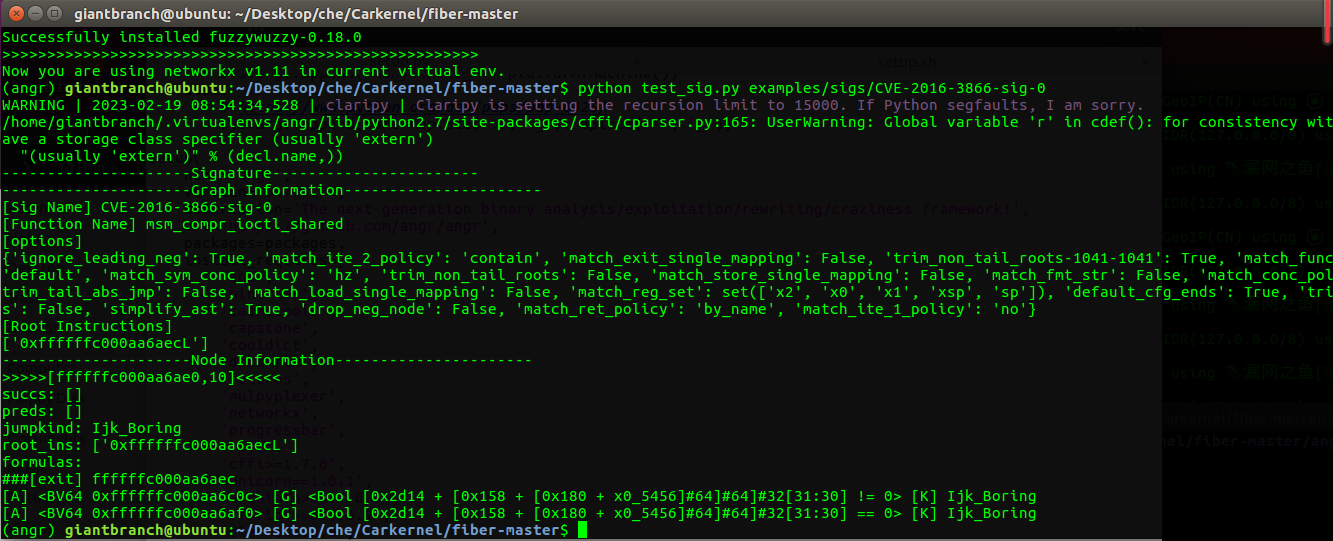 giantbranch@ubuntu: ~/Desktop/che/Carkernel/fiber-master
Successfully installed fuzzywuzzy-0.18.0
>>>>>>>>>>>>>>>>>>>>>>>>>>>>>>>>>>>>>>>>>>>>>>>>>>>>>
setup.sh
Now you are using networkx v1.11 in current virtual env.
(angr) giantbranch@ubuntu:~/Desktop/che/Carkernel/fiber-master$ python test_sig.py examples/sigs/CVE-2016-3866-sig-0
WARNING | 2023-02-19 08:54:34,528 | claripy | Claripy is setting the recursion limit to 15000. If Python segfaults, I am sorry.
/home/giantbranch/.virtualenvs/angr/lib/python2.7/site-packages/cffi/cparser.py:165: UserWarning: Global variable 'r' in cdef(): for consistency wit
ave a storage class specifier (usually 'extern')
  "(usually 'extern')" % (decl.name,))
---------------------Signature-----------------------
---------------------Graph Information----------------------
[Sig Name] CVE-2016-3866-sig-0
[Function Name] msm_compr_ioctl_shared
[options]
{'ignore_leading_neg': True, 'match_ite_2_policy': 'contain', 'match_exit_single_mapping': False, 'trim_non_tail_roots-1041-1041': True, 'match_func
'default', 'match_sym_conc_policy': 'hz', 'trim_non_tail_roots': False, 'match_store_single_mapping': False, 'match_fmt_str': False, 'match_conc_pol
trim_tail_abs_jmp': False, 'match_load_single_mapping': False, 'match_reg_set': set(['x2', 'x0', 'x1', 'xsp', 'sp']), 'default_cfg_ends': True, 'tri
s': False, 'simplify_ast': True, 'drop_neg_node': False, 'match_ret_policy': 'by_name', 'match_ite_1_policy': 'no'}
[Root Instructions]
['0xffffffc000aa6aecL']
---------------------Node Information----------------------
>>>>>[ffffffc000aa6ae0,10]<<<<<
succs: []
preds: []
jumpkind: Ijk_Boring
root_ins: ['0xffffffc000aa6aecL']
formulas:
###[exit] ffffffc000aa6aec
[A] <BV64 0xffffffc000aa6c0c> [G] <Bool [0x2d14 + [0x158 + [0x180 + x0_5456]#64]#64]#32[31:30] != 0> [K] Ijk_Boring
[A] <BV64 0xffffffc000aa6af0> [G] <Bool [0x2d14 + [0x158 + [0x180 + x0_5456]#64]#64]#32[31:30] == 0> [K] Ijk_Boring
(angr) giantbranch@ubuntu:~/Desktop/che/Carkernel/fiber-master$